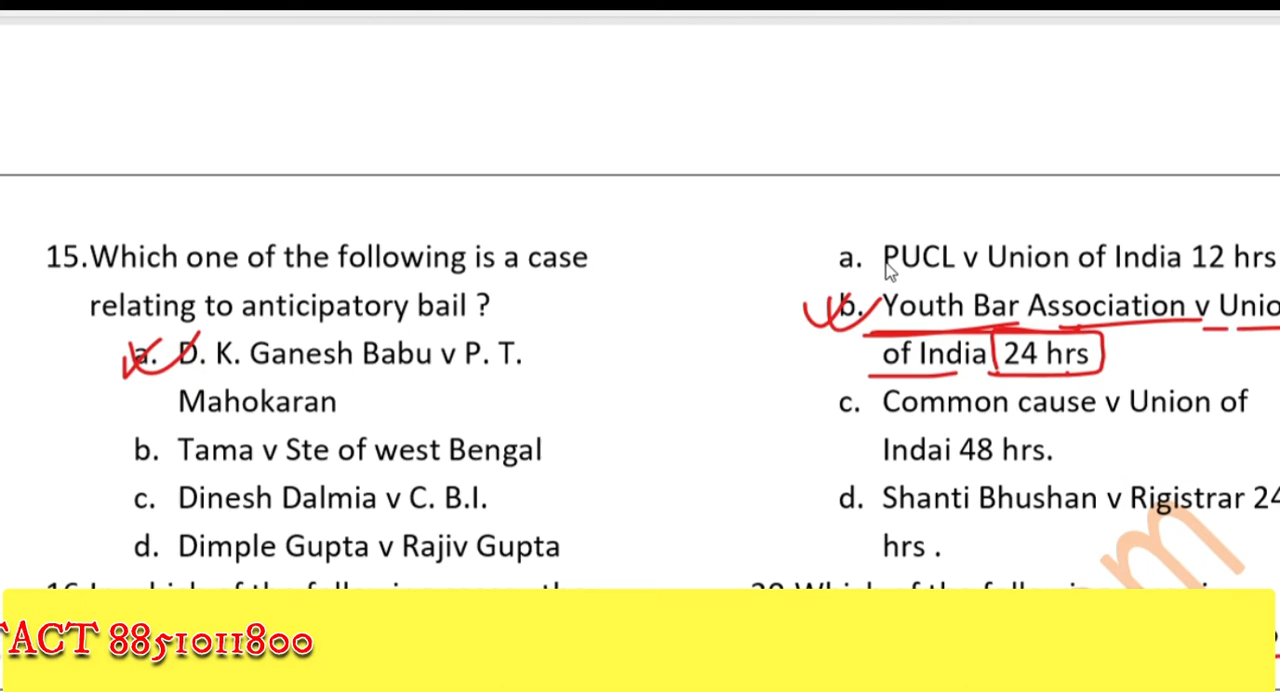 15.Which one of the following is a case
relating to anticipatory bail ?
a. D. K. Ganesh Babu v P. T.
Mahokaran
b. Tama v Ste of west Bengal
c. Dinesh Dalmia v C. B.I.
d. Dimple Gupta v Rajiv Gupta
a. PUCL v Union of India 12 hrs
b. Youth Bar Association v Unio
of India 24 hrs
c. Common cause v Union of
Indai 48 hrs.
d. Shanti Bhushan v Rigistrar 24
hrs .
TACT 8851011800